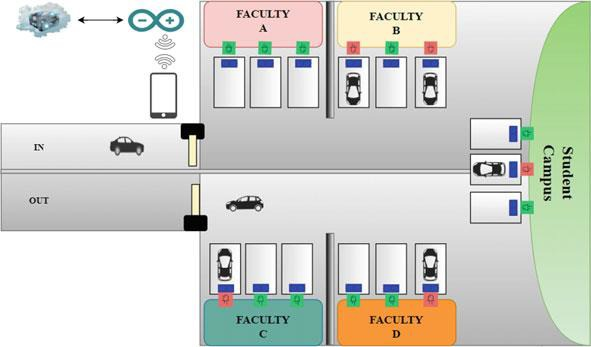 FACULTY
A
FACULTY
B
IN
OUT
Student
Campus
FACULTY
C
FACULTY
D